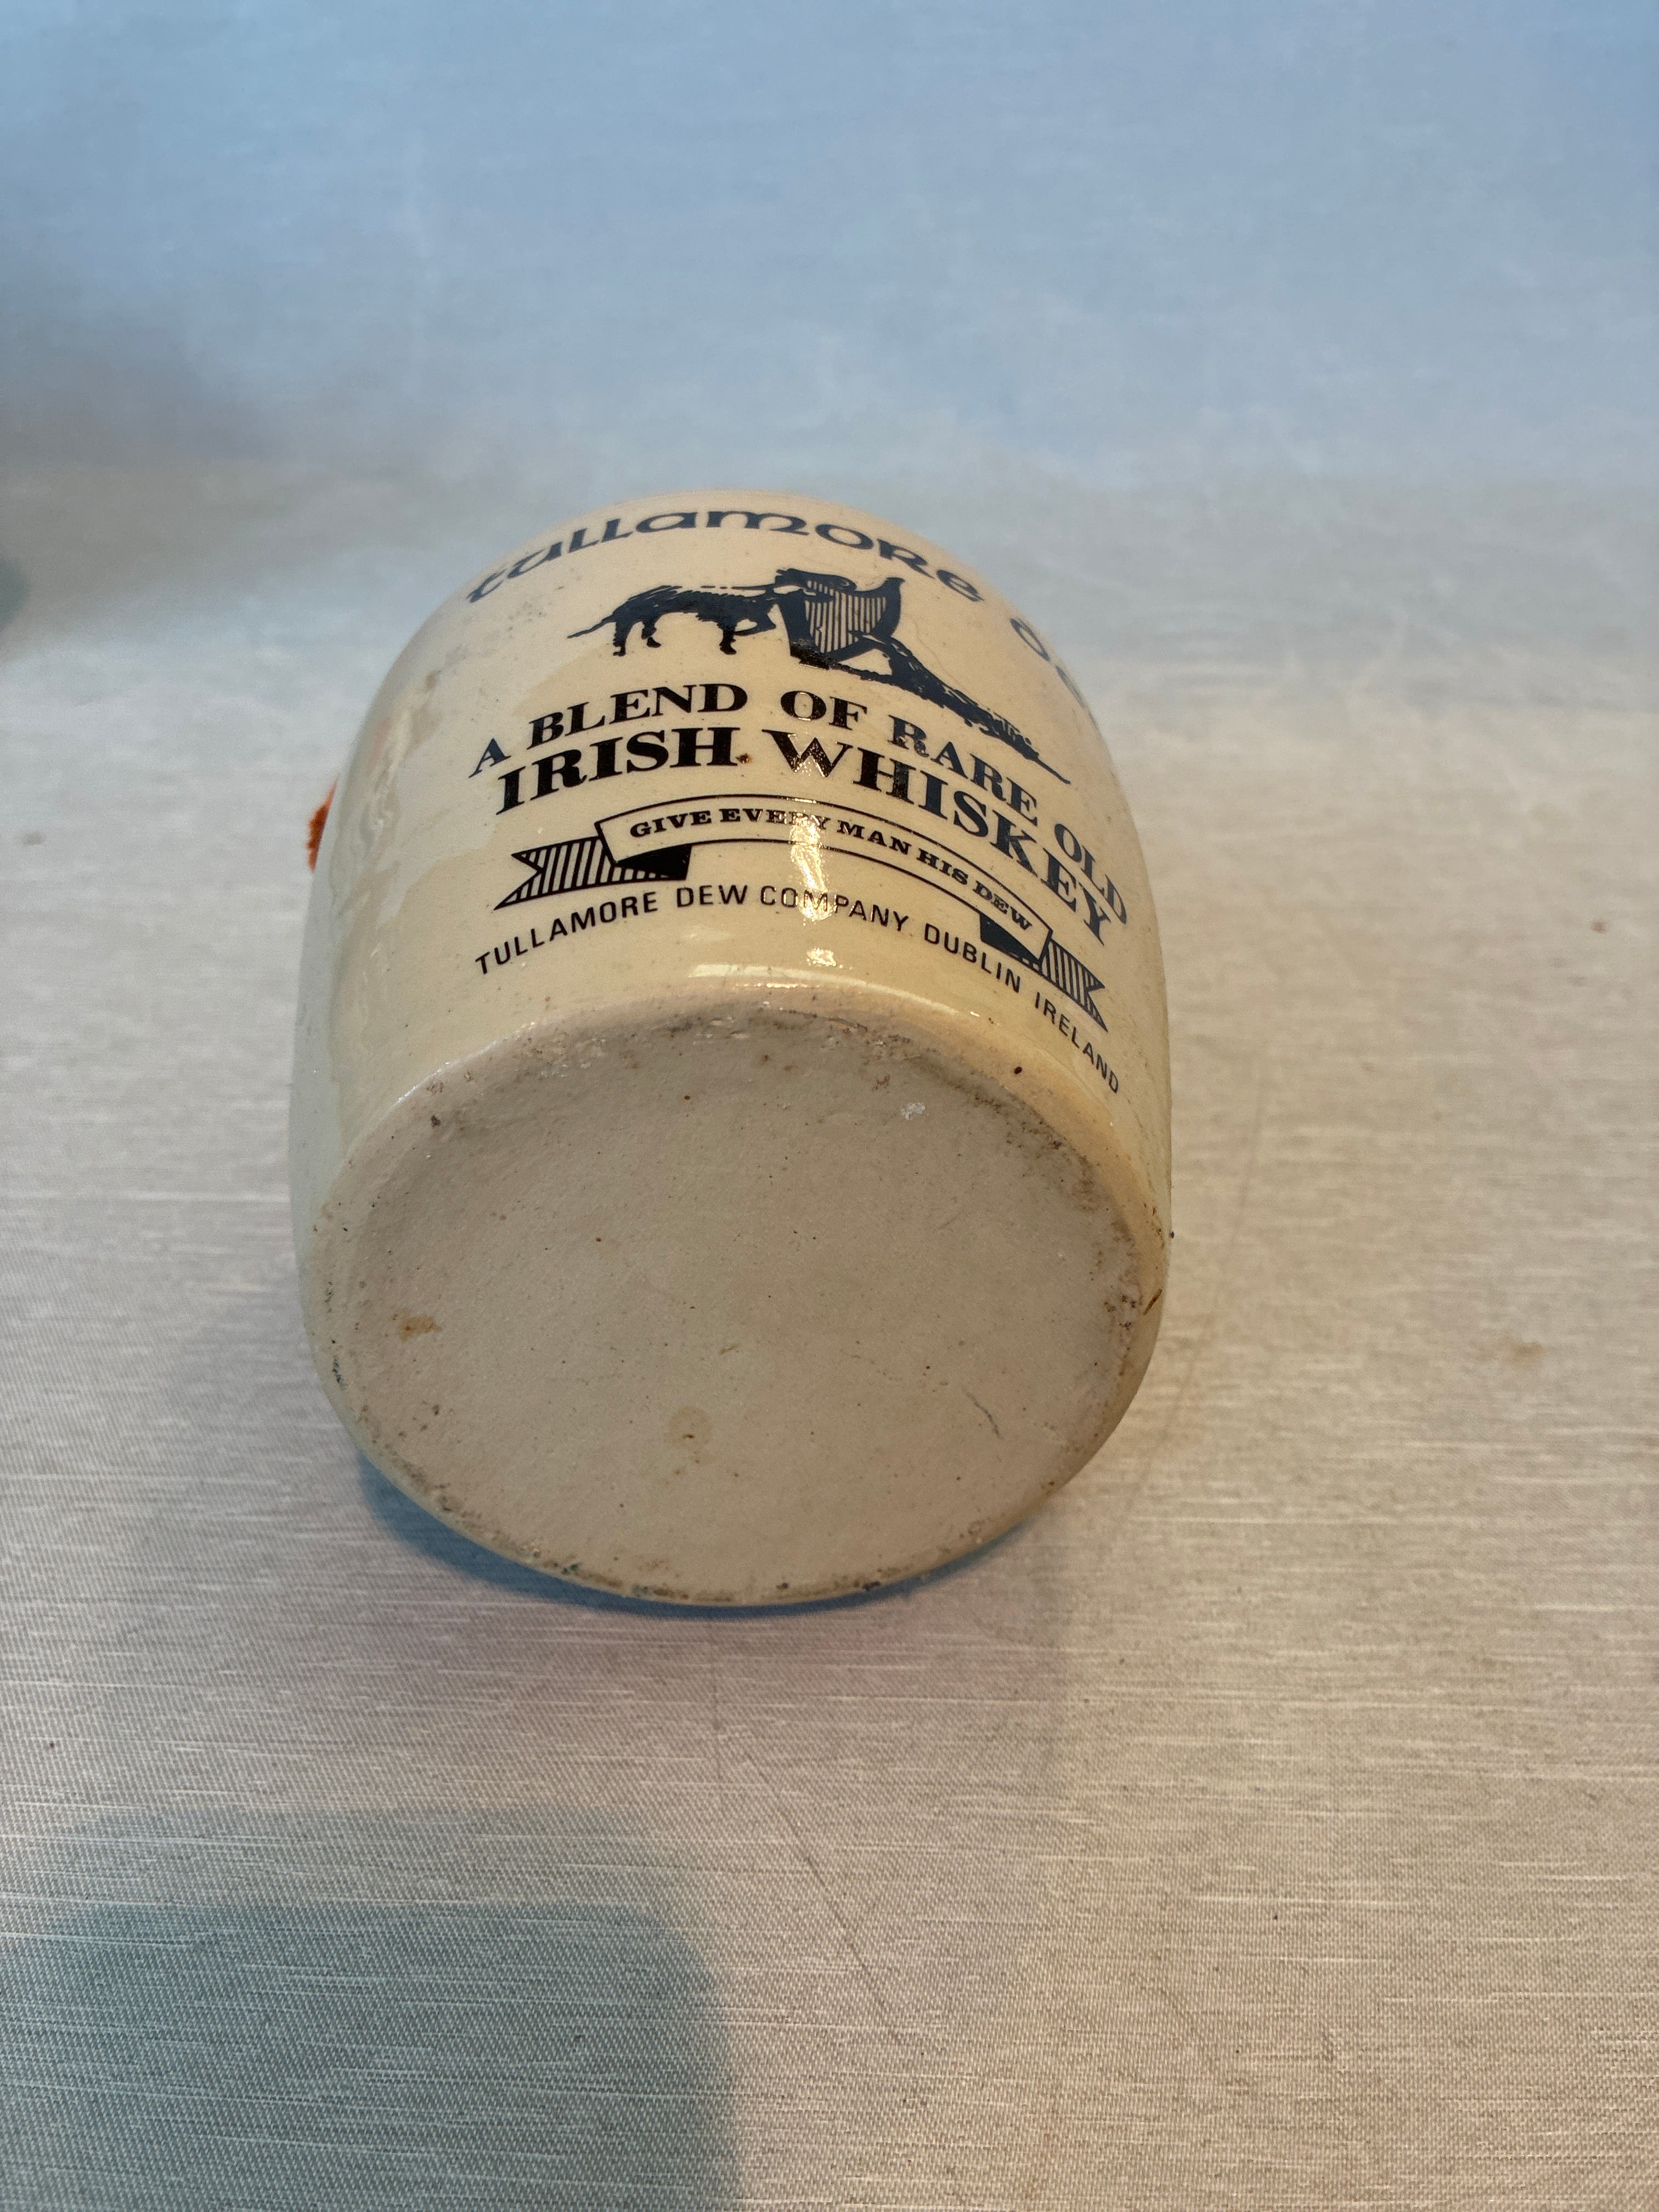 tullamore
A BLEND OF RARE OLD
IRISH WHISKEY
GIVE EVERY MAN HIS DEW
TULLAMORE DEW COMPANY. DUBLIN IRELAND